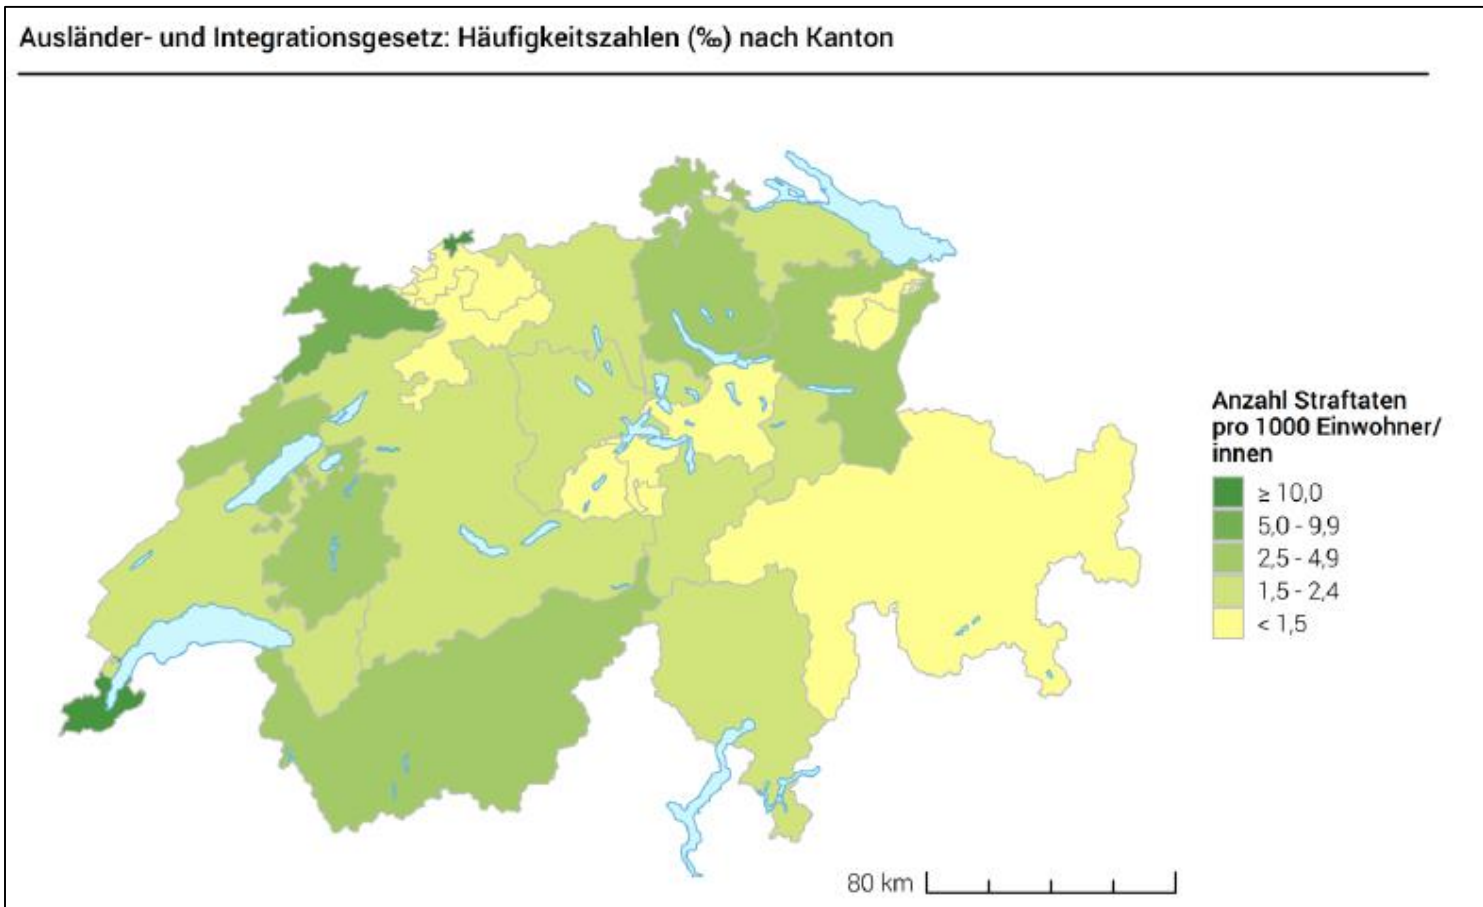 Ausländer- und Integrationsgesetz: Häufigkeitszahlen (‰) nach Kanton
Anzahl Straftaten
pro 1000 Einwohner/
innen
≥ 10,0
5,0 - 9,9
2,5 - 4,9
1,5 - 2,4
< 1,5
80 km